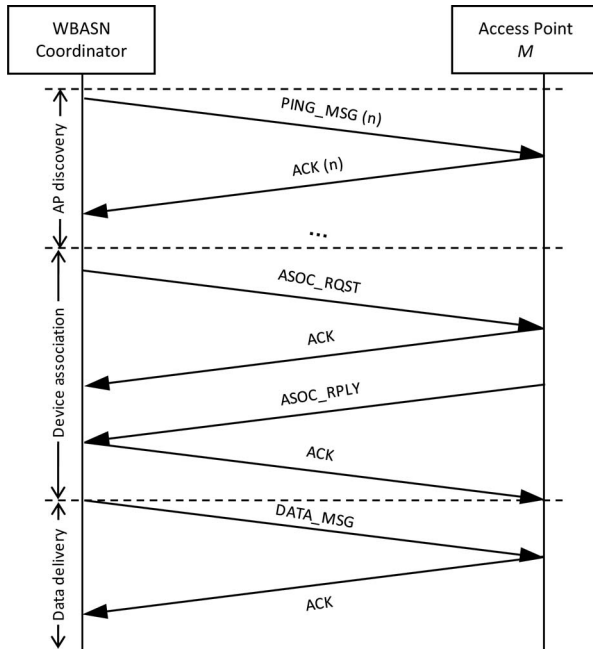 WBASN
Coordinator
Access Point
M
AP discovery
PING_MSG (n)
ACK (n)
...
Device association
ASOC_RQST
ACK
ASOC_RPLY
ACK
Data delivery
DATA_MSG
ACK